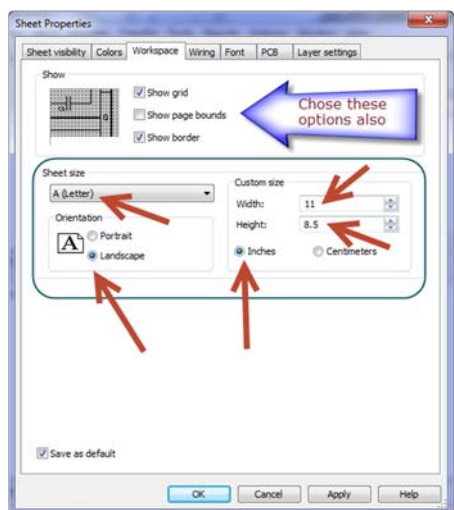 Sheet Properties
Sheet visibility Colors Workspace Wiring Font PCB Layer settings
Show
Show grid
Show page bounds
Show border
Chose these
options also
Sheet size
A (Letter)
Orientation
A
Portrait
Landscape
Custom size
Width: 11
Height: 8.5
Inches Centimeters
Save as default
OK Cancel Apply Help